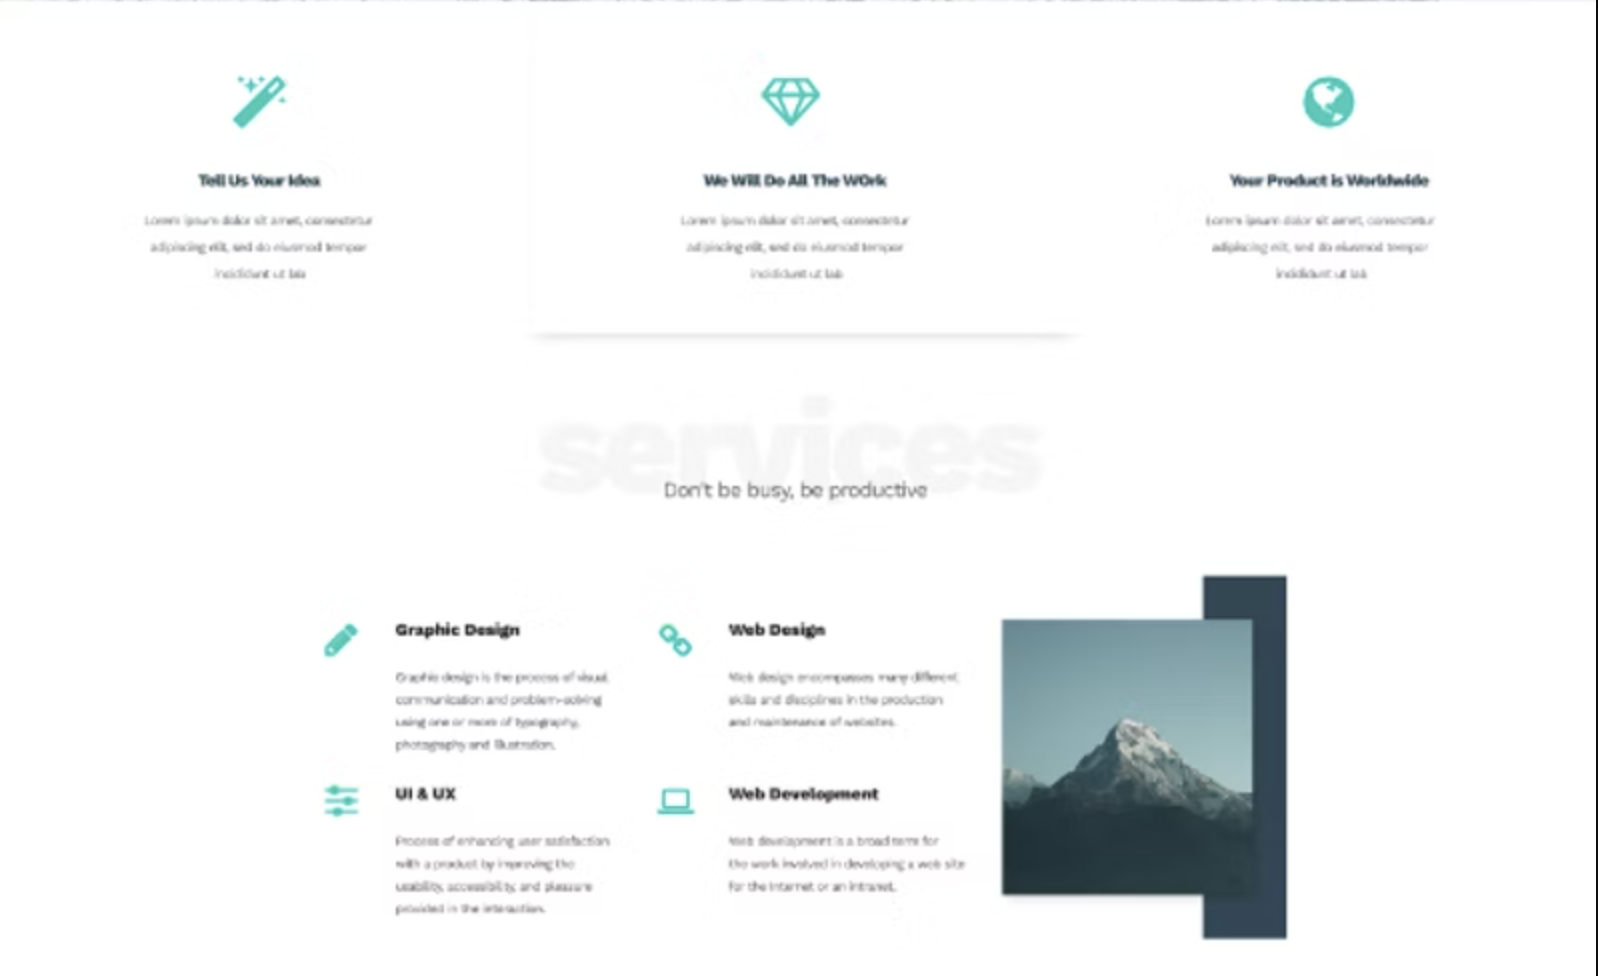 Tell Us Your Idea
Lorem ipsum dolor sit amet, consectetur
adipiscing elit, sed do eiusmod tempor
incididunt ut lab
We Will Do All The WOrk
Lorem ipsum dolor sit amet, consectetur
adipiscing elit, sed do eiusmod tempor
incididunt ut lab
Your Product is Worldwide
Lorem ipsum dolor sit amet, consectetur
adipiscing elit, sed do eiusmod tempor
incididunt ut lab
services
Don't be busy, be productive
Graphic Design
Graphic design is the process of visual
communication and problem-solving
using one or more of typography,
photography and illustration.
Web Design
Web design encompasses many different
skills and disciplines in the production
and maintenance of websites.
UI & UX
Process of enhancing user satisfaction
with a product by improving the
usability, accessibility, and pleasure
provided in the interaction.
Web Development
Web development is a broad term for
the work involved in developing a web site
for the Internet or an intranet.